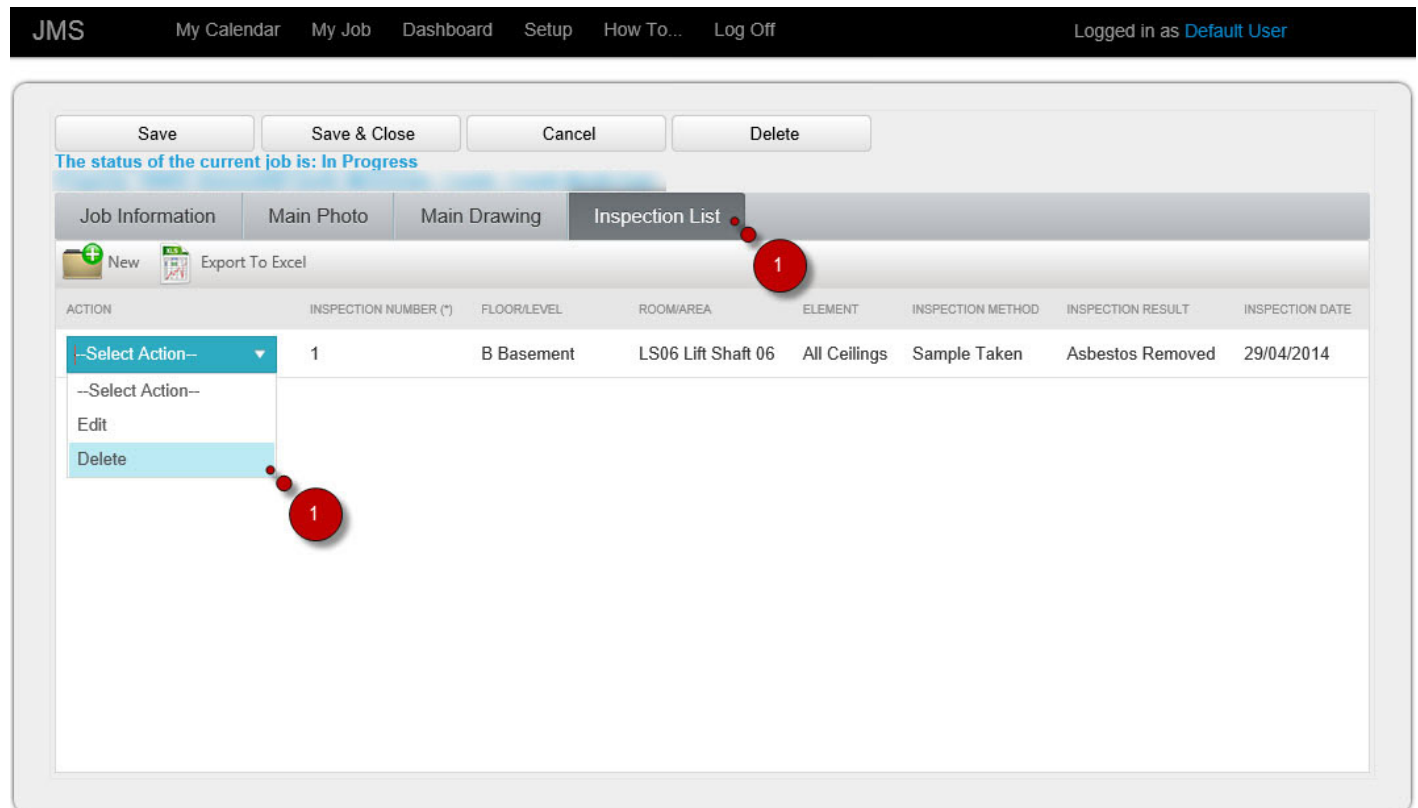 JMS My Calendar My Job Dashboard Setup How To... Log Off Logged in as Default User
Save Save & Close Cancel Delete
The status of the current job is: In Progress
Job Information Main Photo Main Drawing Inspection List
1
New XLS Export To Excel
ACTION INSPECTION NUMBER (*) FLOOR/LEVEL ROOM/AREA ELEMENT INSPECTION METHOD INSPECTION RESULT INSPECTION DATE
--Select Action-- 1 B Basement LS06 Lift Shaft 06 All Ceilings Sample Taken Asbestos Removed 29/04/2014
--Select Action--
Edit
Delete
1